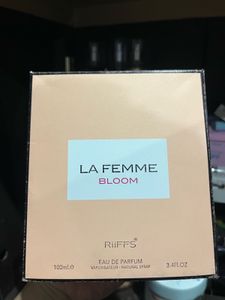 LA FEMME
BLOOM
RiiFFS
EAU DE PARFUM
VAPORISATEUR - NATURAL SPRAY
100ml℮ 3.4FL.OZ